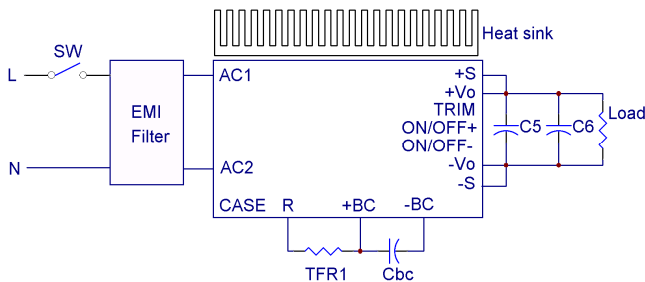 Heat sink
SW
L
AC1
+S
+Vo
TRIM
ON/OFF+
ON/OFF-
-Vo
-S
EMI
Filter
C5
C6
Load
N
AC2
CASE
R
+BC
-BC
TFR1
Cbc